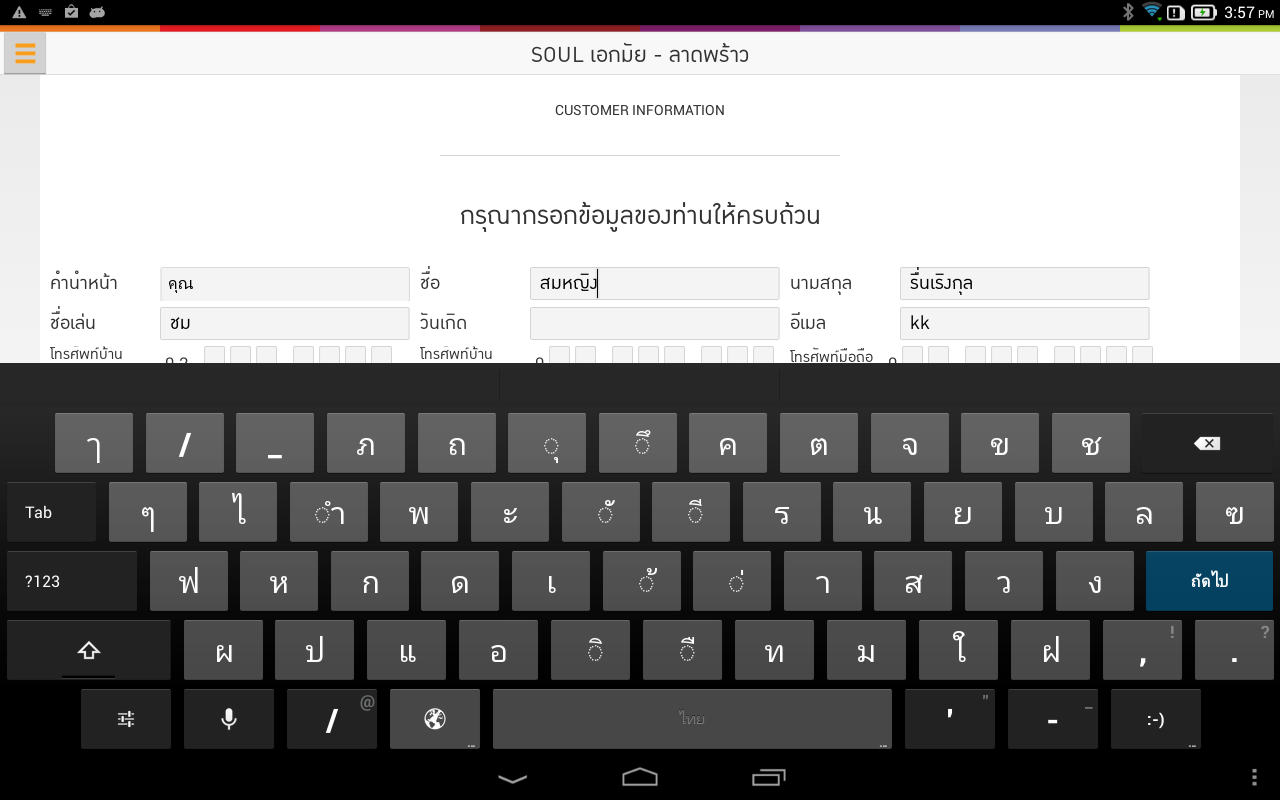 3:57 PM
SOUL เอกมัย - ลาดพร้าว
CUSTOMER INFORMATION
กรุณากรอกข้อมูลของท่านให้ครบถ้วน
คำนำหน้า คุณ ชื่อ สมหญิง นามสกุล รื่นเริงกุล
ชื่อเล่น ชม วันเกิด อีเมล kk
โทรศัพท์บ้าน โทรศัพท์บ้าน โทรศัพท์มือถือ
ๅ / _ ภ ถ ุ ึ ค ต จ ข ช
Tab ๆ ไ ำ พ ะ ั ี ร น ย บ ล ฃ
?123 ฟ ห ก ด เ ้ ่ า ส ว ง ถัดไป
ผ ป แ อ ิ ื ท ม ใ ฝ , ! . ?
/ @ ไทย ' " - _ :-)